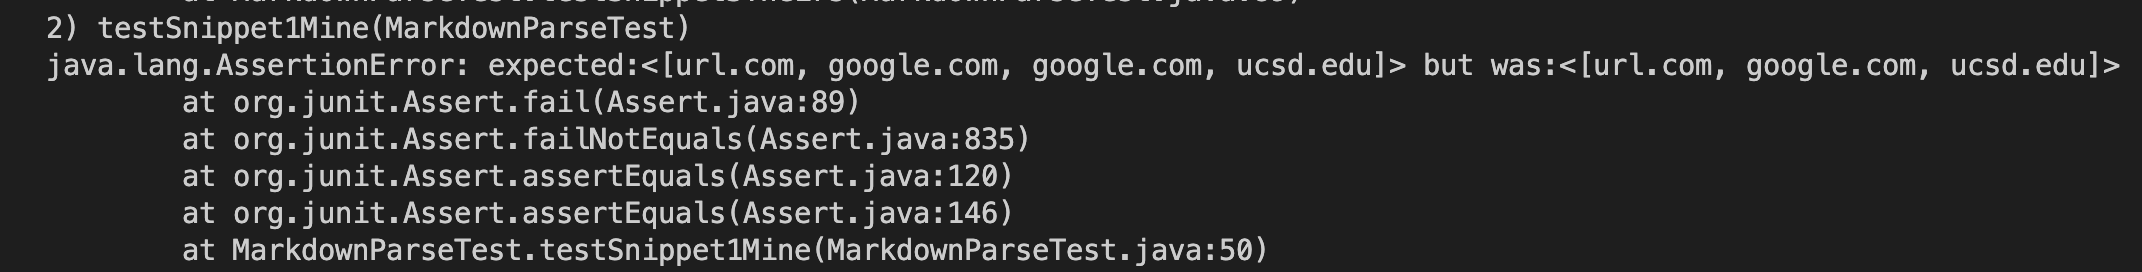 2) testSnippet1Mine(MarkdownParseTest)
java.lang.AssertionError: expected:<[url.com, google.com, google.com, ucsd.edu]> but was:<[url.com, google.com, ucsd.edu]>
at org.junit.Assert.fail(Assert.java:89)
at org.junit.Assert.failNotEquals(Assert.java:835)
at org.junit.Assert.assertEquals(Assert.java:120)
at org.junit.Assert.assertEquals(Assert.java:146)
at MarkdownParseTest.testSnippet1Mine(MarkdownParseTest.java:50)